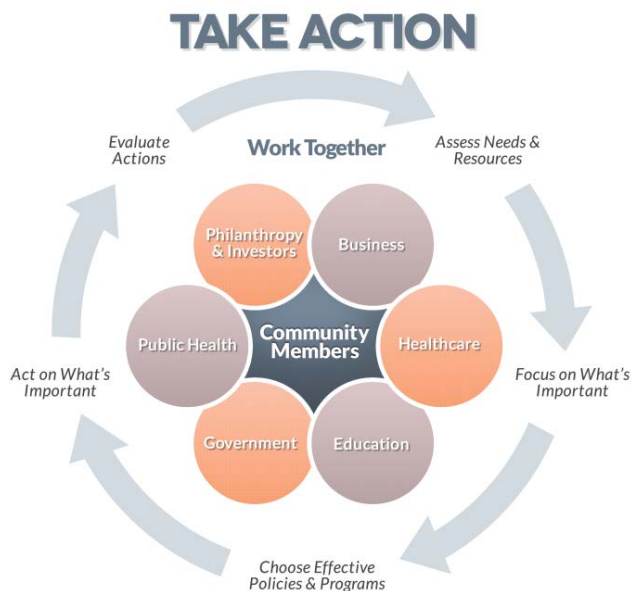 TAKE ACTION
Evaluate
Actions
Work Together
Assess Needs &
Resources
Philanthropy
& Investors
Business
Public Health
Community
Members
Healthcare
Act on What's
Important
Focus on What's
Important
Government
Education
Choose Effective
Policies & Programs